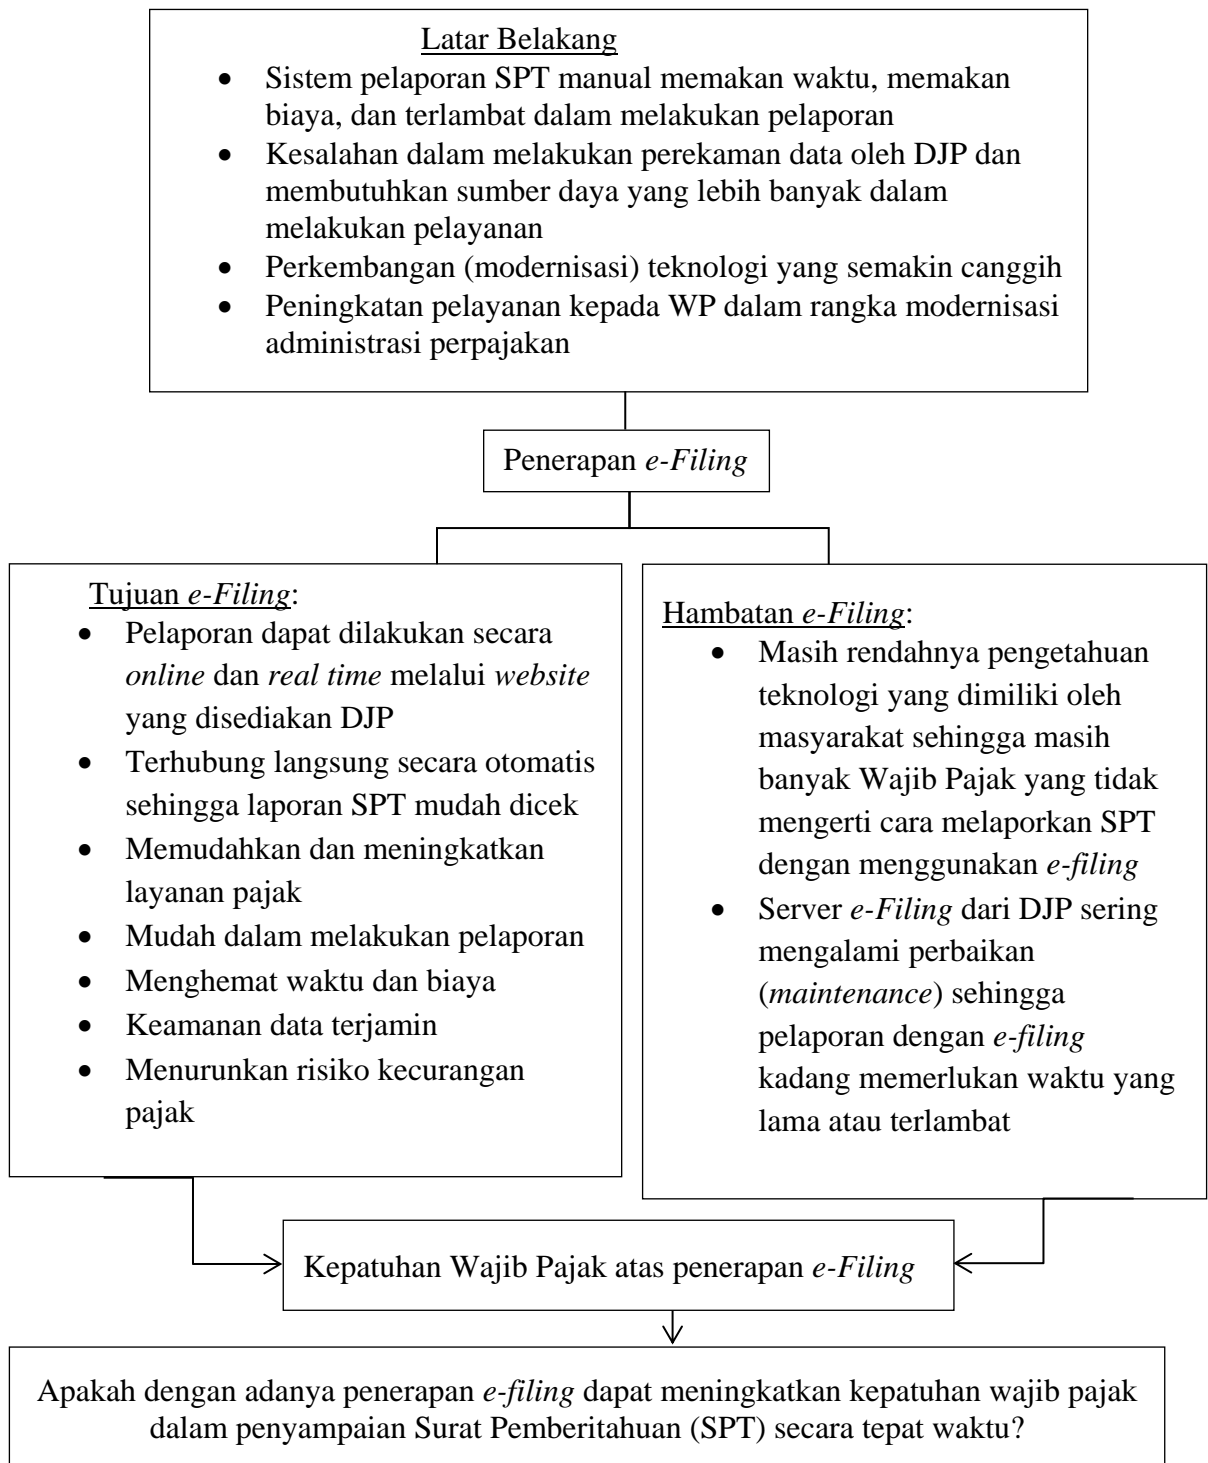 Latar Belakang
• Sistem pelaporan SPT manual memakan waktu, memakan
biaya, dan terlambat dalam melakukan pelaporan
• Kesalahan dalam melakukan perekaman data oleh DJP dan
membutuhkan sumber daya yang lebih banyak dalam
melakukan pelayanan
• Perkembangan (modernisasi) teknologi yang semakin canggih
• Peningkatan pelayanan kepada WP dalam rangka modernisasi
administrasi perpajakan
Penerapan e-Filing
Tujuan e-Filing:
• Pelaporan dapat dilakukan secara
online dan real time melalui website
yang disediakan DJP
• Terhubung langsung secara otomatis
sehingga laporan SPT mudah dicek
• Memudahkan dan meningkatkan
layanan pajak
• Mudah dalam melakukan pelaporan
• Menghemat waktu dan biaya
• Keamanan data terjamin
• Menurunkan risiko kecurangan
pajak
Hambatan e-Filing:
• Masih rendahnya pengetahuan
teknologi yang dimiliki oleh
masyarakat sehingga masih
banyak Wajib Pajak yang tidak
mengerti cara melaporkan SPT
dengan menggunakan e-filing
• Server e-Filing dari DJP sering
mengalami perbaikan
(maintenance) sehingga
pelaporan dengan e-filing
kadang memerlukan waktu yang
lama atau terlambat
Kepatuhan Wajib Pajak atas penerapan e-Filing
Apakah dengan adanya penerapan e-filing dapat meningkatkan kepatuhan wajib pajak
dalam penyampaian Surat Pemberitahuan (SPT) secara tepat waktu?